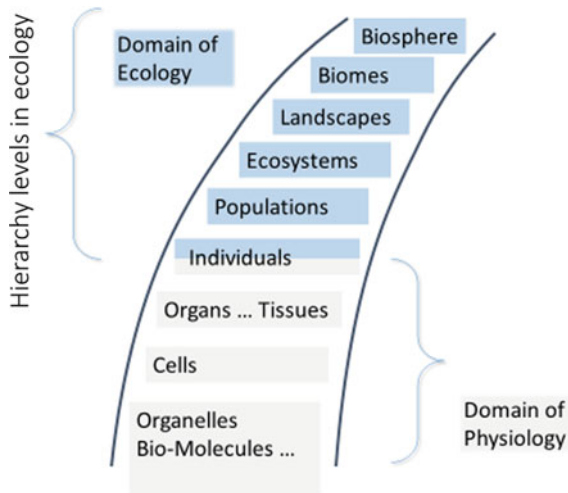 Hierarchy levels in ecology
Domain of
Ecology
Biosphere
Biomes
Landscapes
Ecosystems
Populations
Individuals
Organs ... Tissues
Cells
Organelles
Bio-Molecules ...
Domain of
Physiology